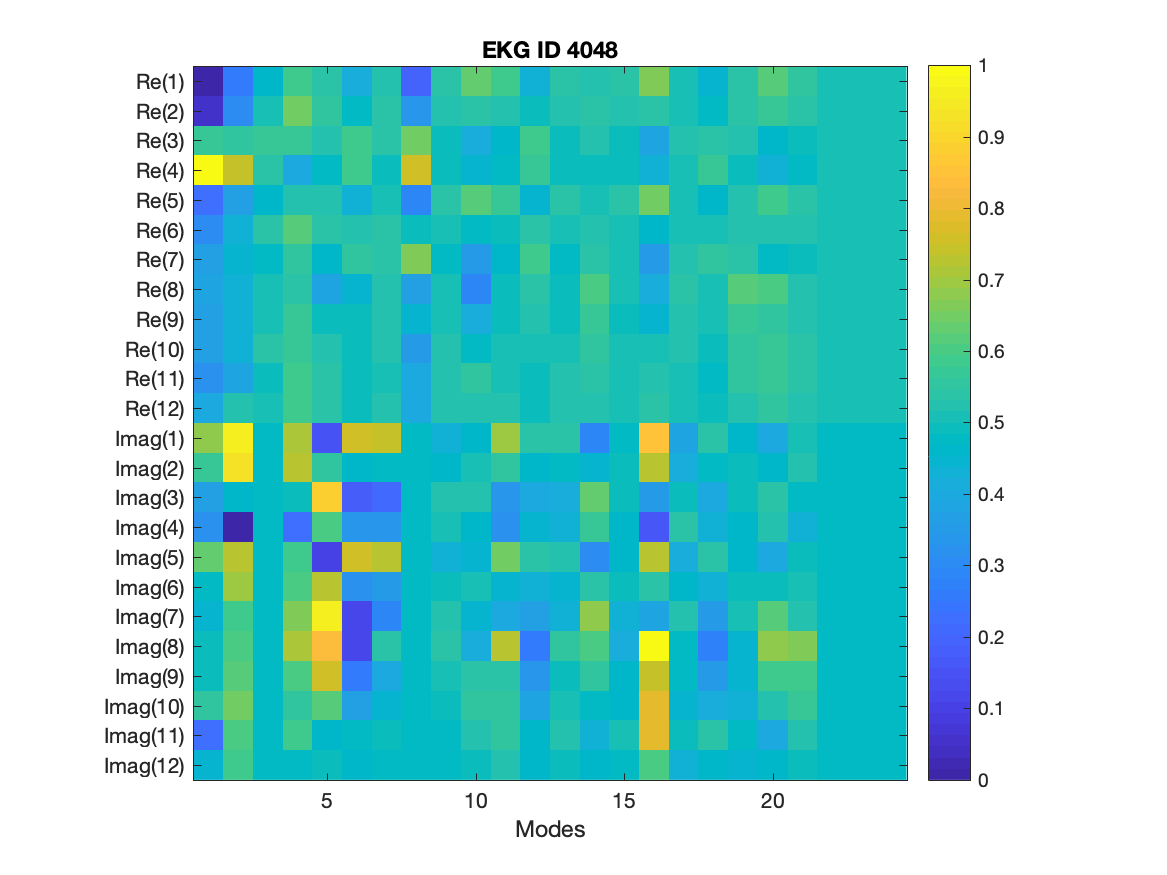 EKG ID 4048
Re(1)
Re(2)
Re(3)
Re(4)
Re(5)
Re(6)
Re(7)
Re(8)
Re(9)
Re(10)
Re(11)
Re(12)
Imag(1)
Imag(2)
Imag(3)
Imag(4)
Imag(5)
Imag(6)
Imag(7)
Imag(8)
Imag(9)
Imag(10)
Imag(11)
Imag(12)
5 10 15 20
Modes
1
0.9
0.8
0.7
0.6
0.5
0.4
0.3
0.2
0.1
0